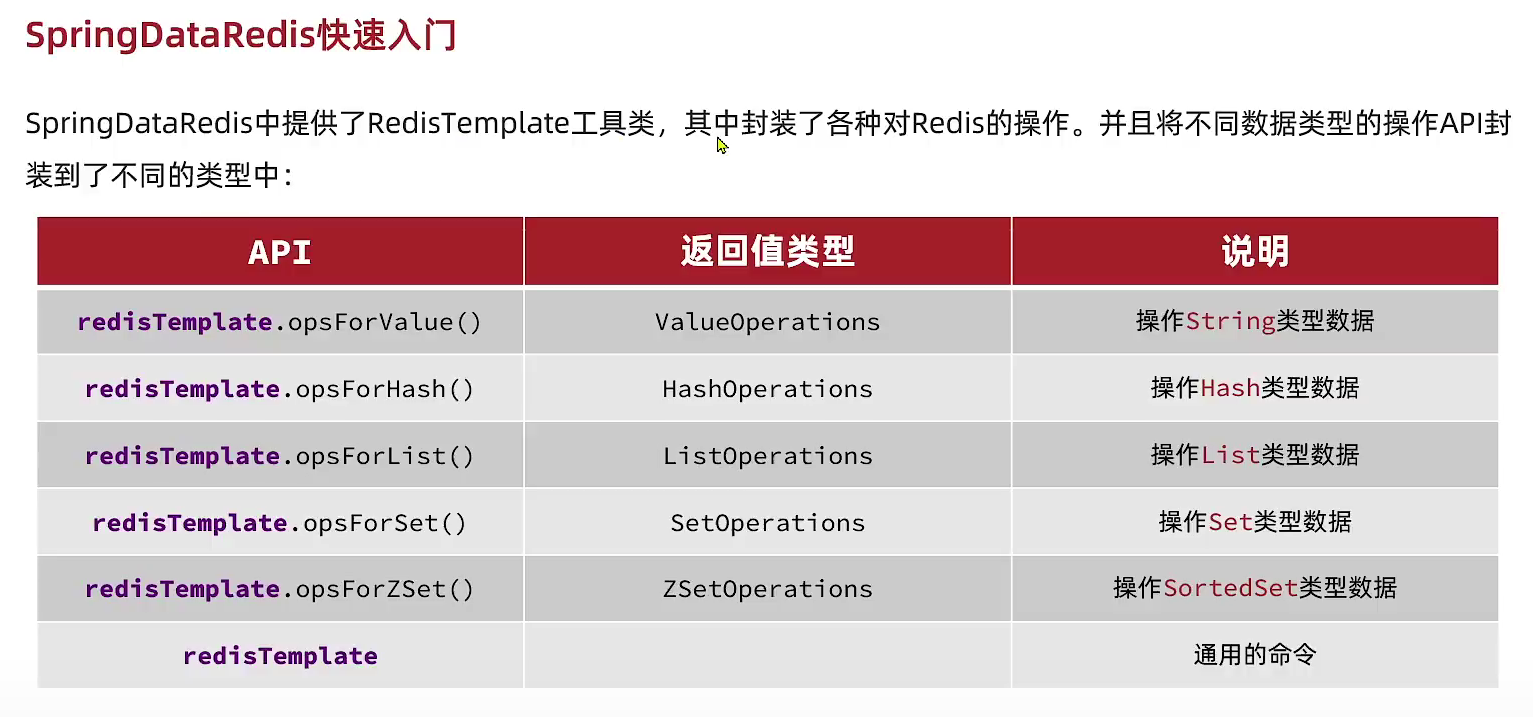 SpringDataRedis快速入门
SpringDataRedis中提供了RedisTemplate工具类，其中封装了各种对Redis的操作。并且将不同数据类型的操作API封
装到了不同的类型中：
API 返回值类型 说明
redisTemplate.opsForValue() ValueOperations 操作String类型数据
redisTemplate.opsForHash() HashOperations 操作Hash类型数据
redisTemplate.opsForList() ListOperations 操作List类型数据
redisTemplate.opsForSet() SetOperations 操作Set类型数据
redisTemplate.opsForZSet() ZSetOperations 操作SortedSet类型数据
redisTemplate 通用的命令